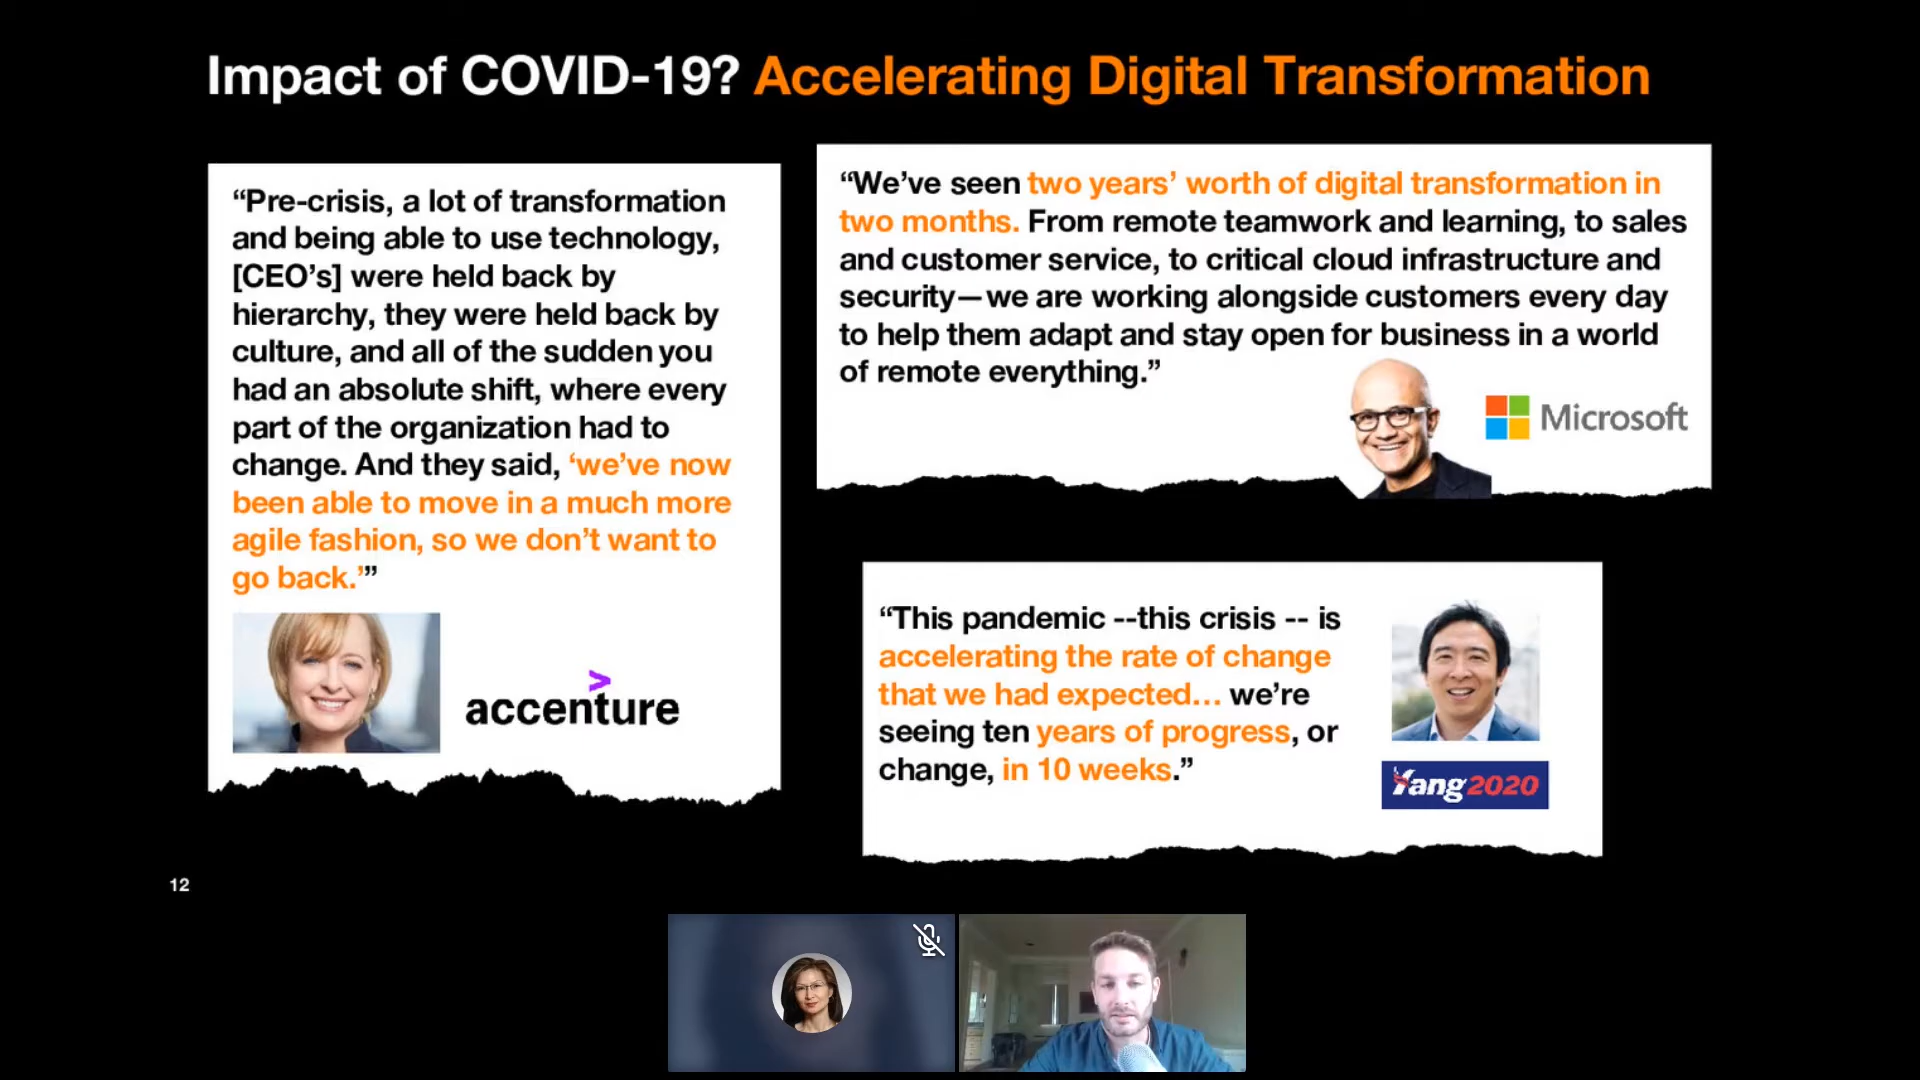 Impact of COVID-19? Accelerating Digital Transformation
“Pre-crisis, a lot of transformation
and being able to use technology,
[CEO’s] were held back by
hierarchy, they were held back by
culture, and all of the sudden you
had an absolute shift, where every
part of the organization had to
change. And they said, ‘we’ve now
been able to move in a much more
agile fashion, so we don’t want to
go back.’”
>
accenture
“We’ve seen two years’ worth of digital transformation in
two months. From remote teamwork and learning, to sales
and customer service, to critical cloud infrastructure and
security—we are working alongside customers every day
to help them adapt and stay open for business in a world
of remote everything.”
Microsoft
“This pandemic --this crisis -- is
accelerating the rate of change
that we had expected... we’re
seeing ten years of progress, or
change, in 10 weeks.”
Yang2020
12